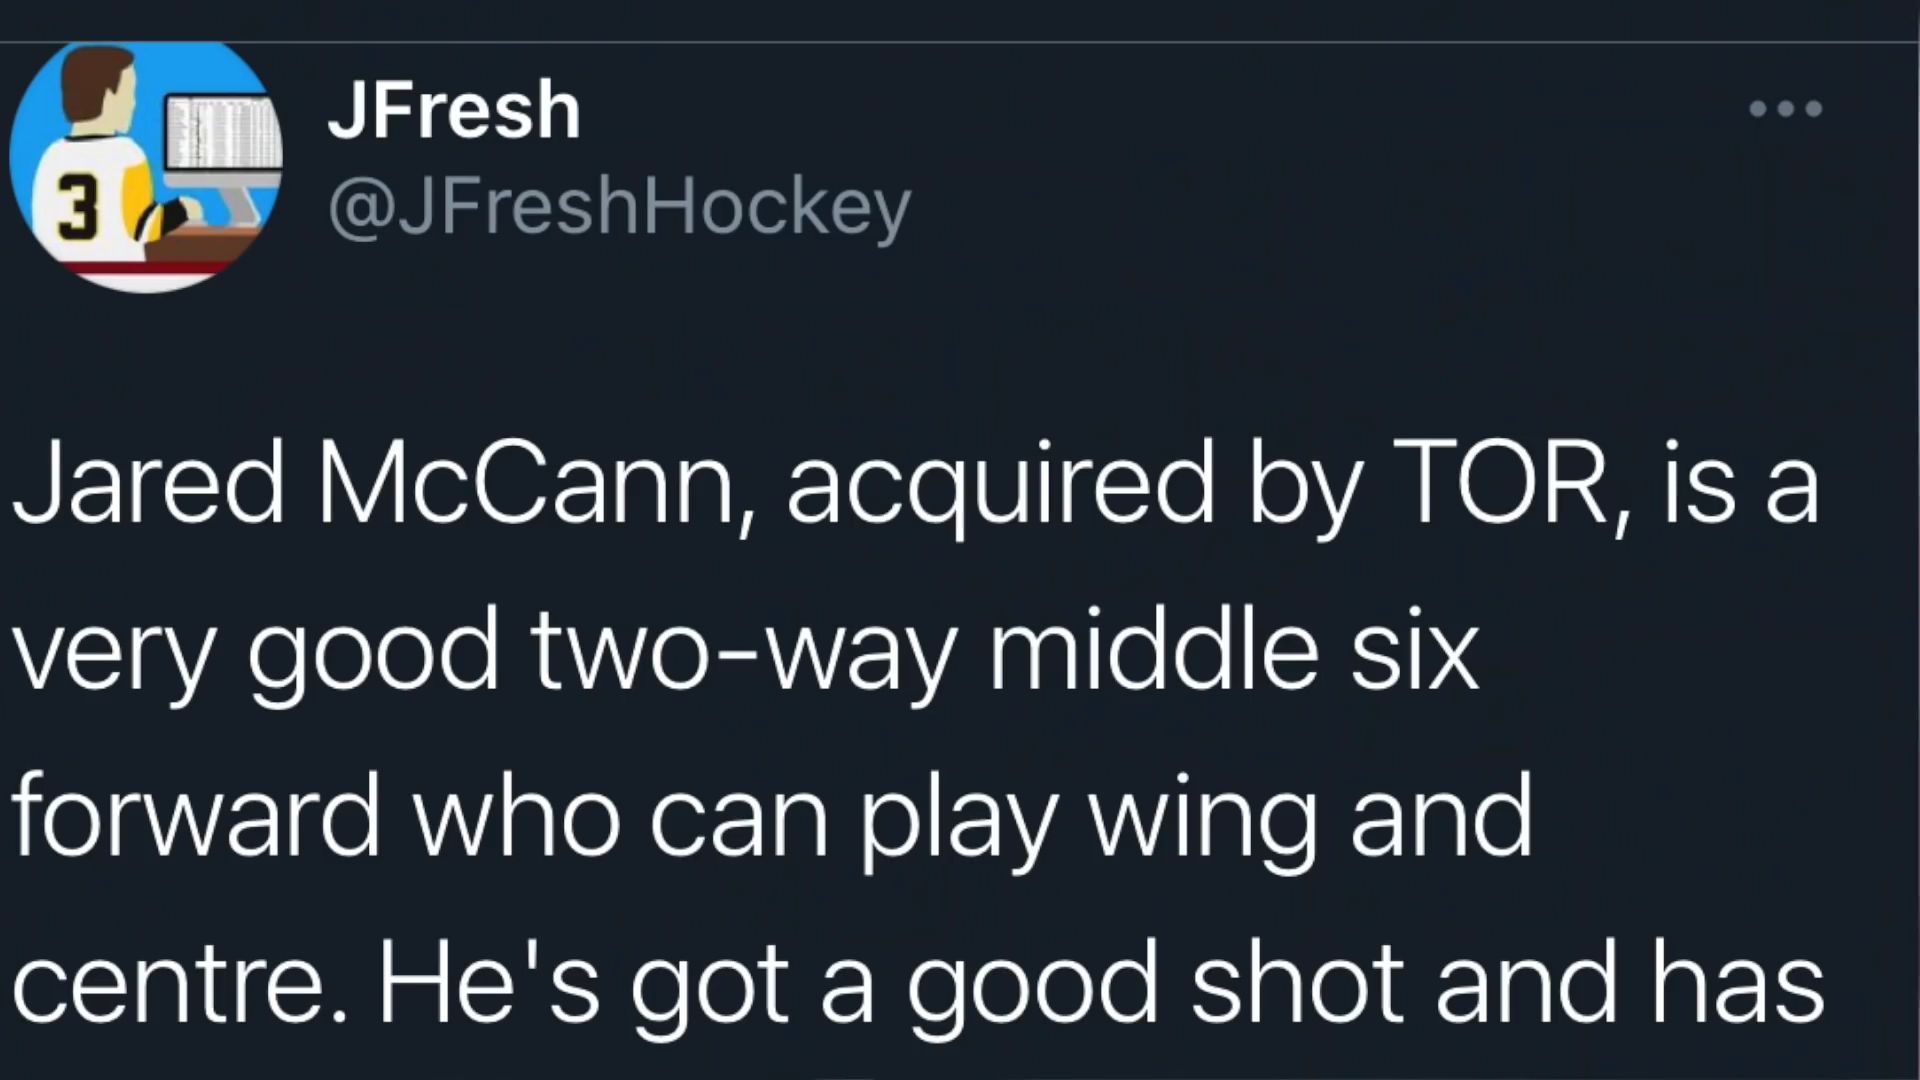 JFresh
@JFreshHockey
3
Jared McCann, acquired by TOR, is a
very good two-way middle six
forward who can play wing and
centre. He's got a good shot and has